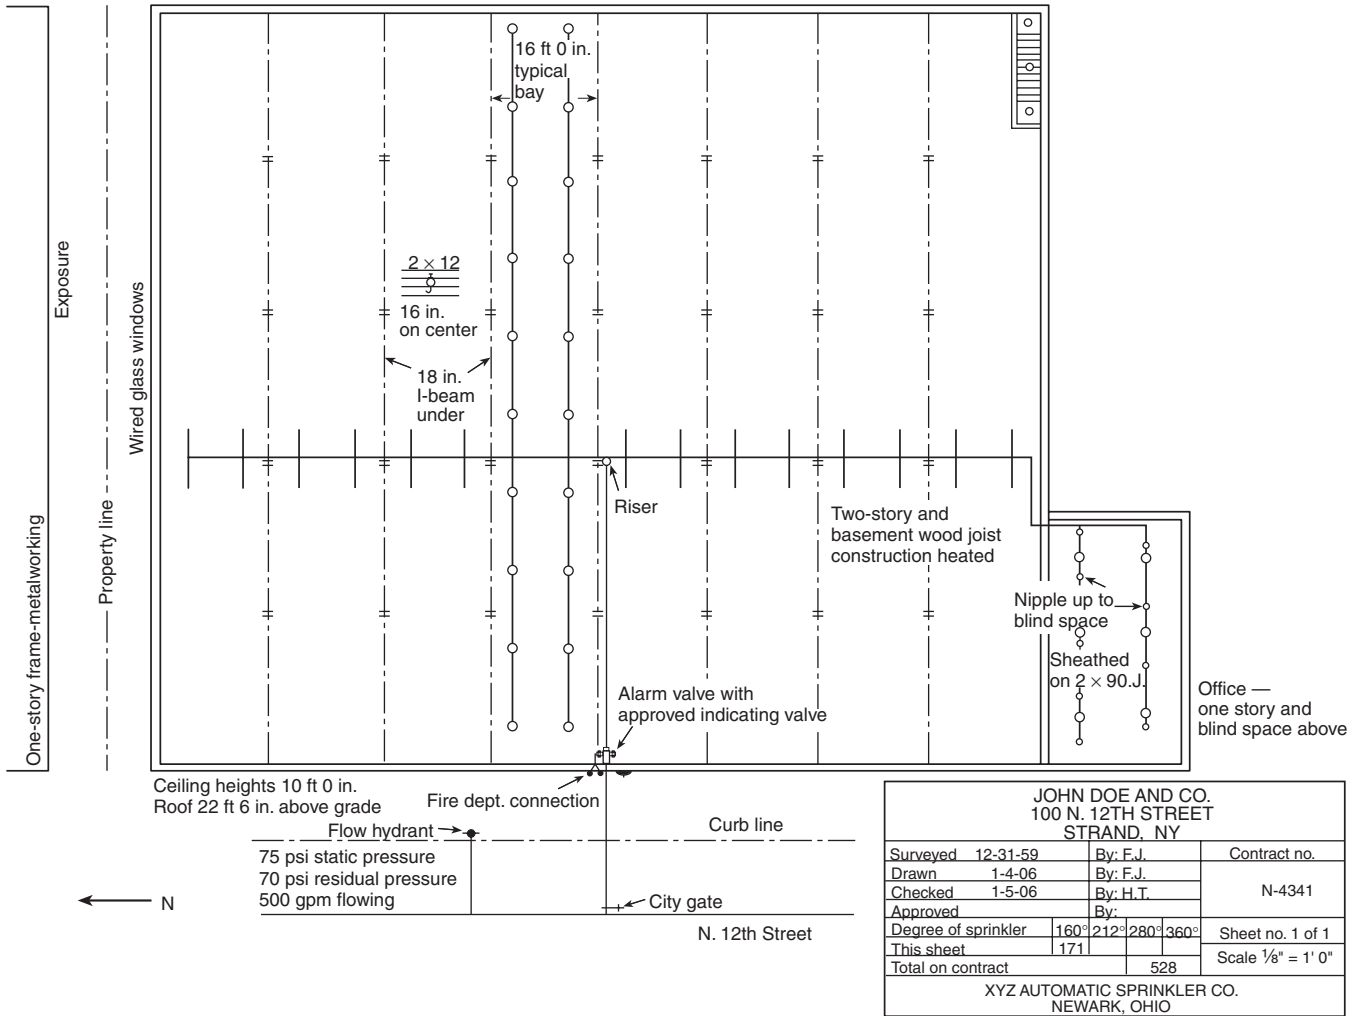 16 ft 0 in.
typical
bay
Exposure
2 × 12
16 in.
on center
Wired glass windows
18 in.
I-beam
under
Riser
Two-story and
basement wood joist
construction heated
One-story frame-metalworking
Property line
Nipple up to
blind space
Sheathed
on 2 × 90.J.
Office —
one story and
blind space above
Alarm valve with
approved indicating valve
Ceiling heights 10 ft 0 in.
Roof 22 ft 6 in. above grade
Fire dept. connection
Flow hydrant
Curb line
75 psi static pressure
70 psi residual pressure
500 gpm flowing
City gate
N
N. 12th Street
JOHN DOE AND CO.
100 N. 12TH STREET
STRAND, NY
Surveyed 12-31-59 By: F.J. Contract no.
Drawn 1-4-06 By: F.J.
Checked 1-5-06 By: H.T. N-4341
Approved By:
Degree of sprinkler 160° 212° 280° 360° Sheet no. 1 of 1
This sheet 171
Scale ⅛" = 1' 0"
Total on contract 528
XYZ AUTOMATIC SPRINKLER CO.
NEWARK, OHIO